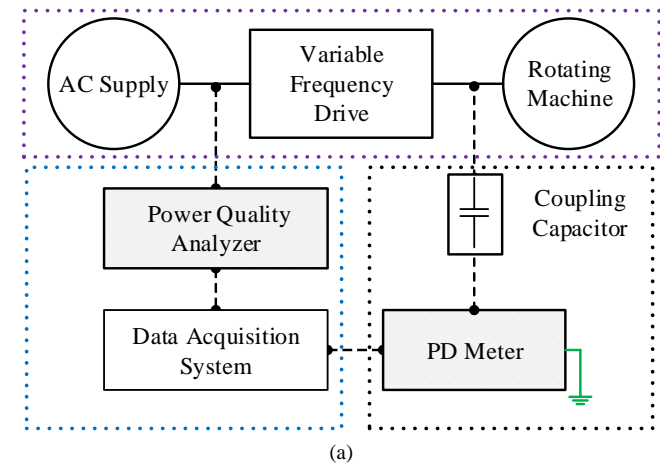 AC Supply
Variable
Frequency
Drive
Rotating
Machine
Power Quality
Analyzer
Coupling
Capacitor
Data Acquisition
System
PD Meter
(a)